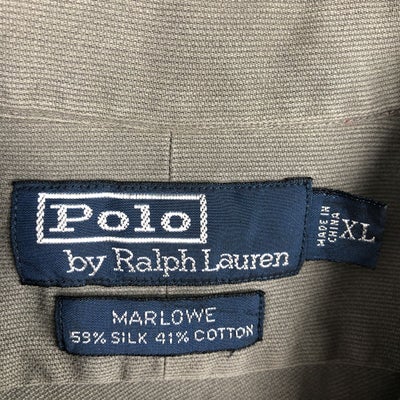 Polo
by Ralph Lauren
MADE IN
CHINA
XL
MARLOWE
59% SILK 41% COTTON